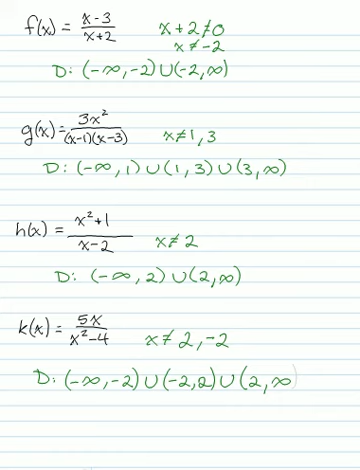 f(x) = x-3/x+2 x+2≠0
x≠-2
D: (-∞,-2)∪(-2,∞)
g(x)=3x²/(x-1)(x-3) x≠1,3
D: (-∞,1)∪(1,3)∪(3,∞)
h(x) = x²+1/x-2 x≠2
D: (-∞,2)∪(2,∞)
k(x) = 5x/x²-4 x≠2,-2
D: (-∞,-2)∪(-2,2)∪(2,∞)